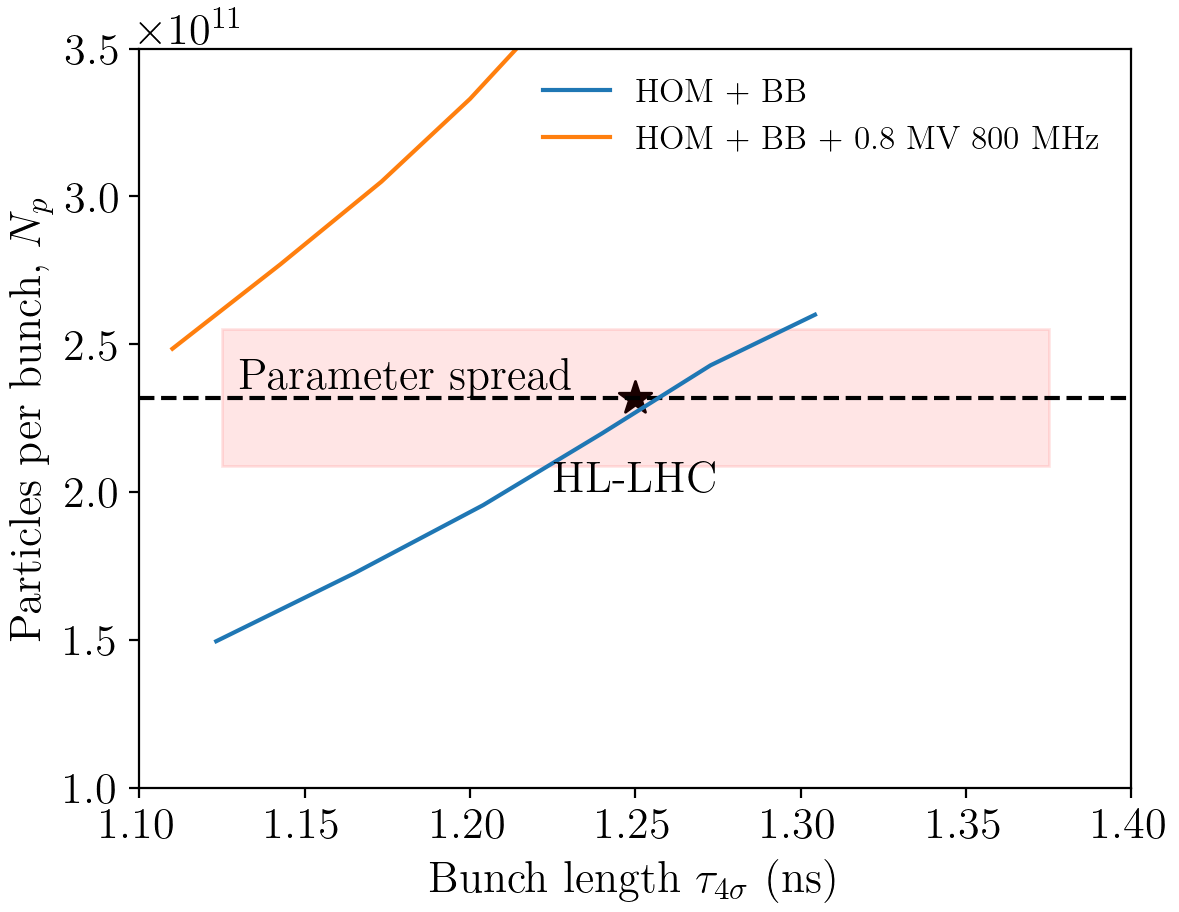 ×10¹¹
3.5
3.0
2.5
2.0
1.5
1.0
Particles per bunch, Nₚ
HOM + BB
HOM + BB + 0.8 MV 800 MHz
Parameter spread
HL-LHC
1.10 1.15 1.20 1.25 1.30 1.35 1.40
Bunch length τ₄σ (ns)